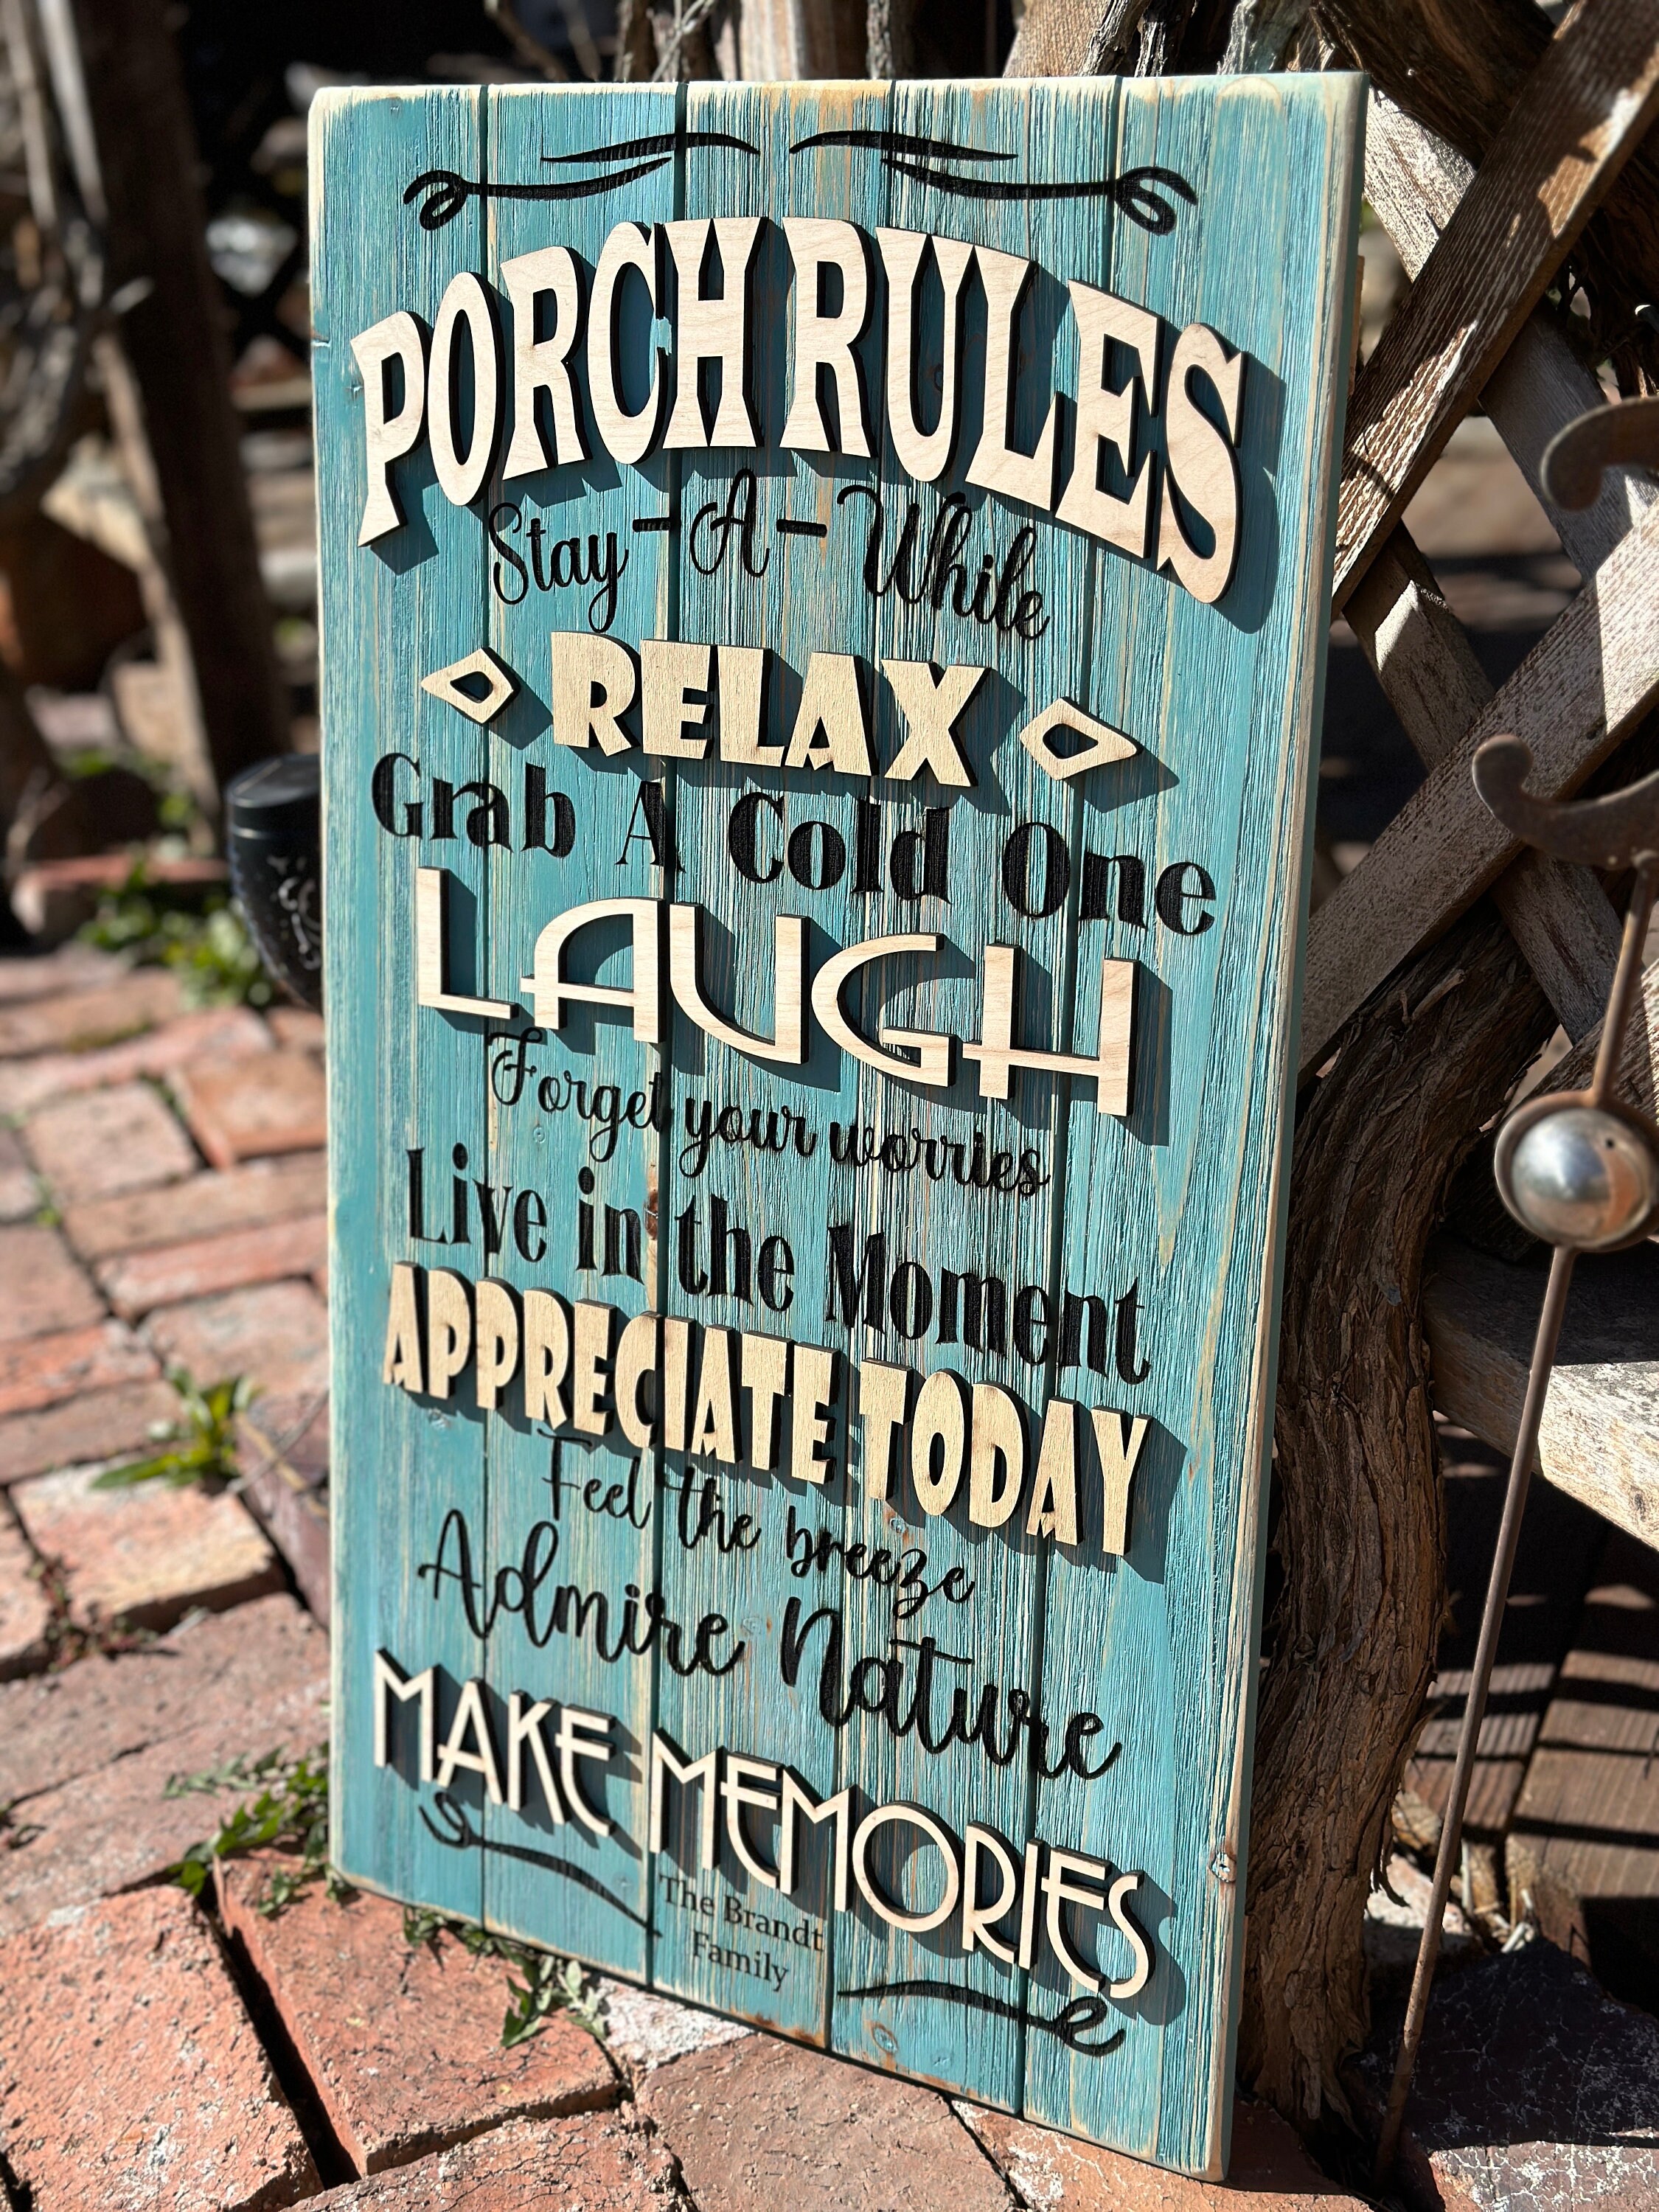 PORCH RULES
Stay-A-While
RELAX
Grab A Cold One
LAUGH
Forget your worries
Live in the Moment
APPRECIATE TODAY
Feel the breeze
Admire Nature
MAKE MEMORIES
The Brandt
Family